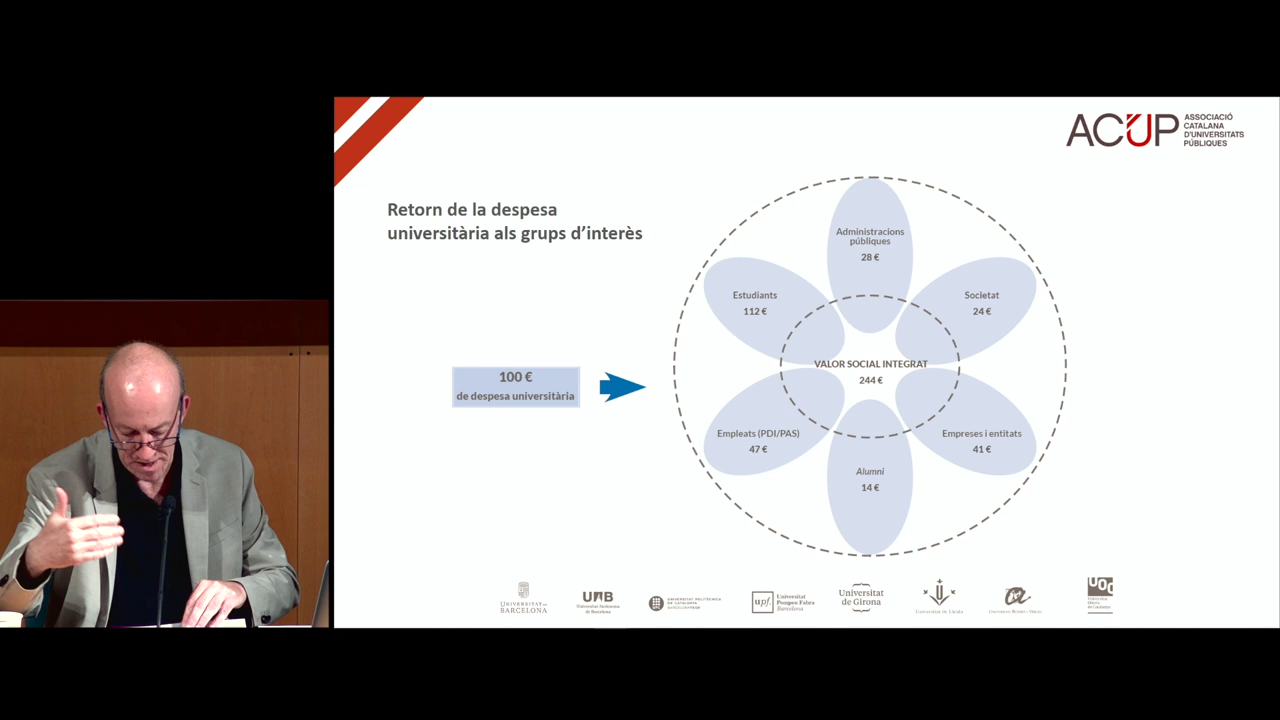 ACUP
ASSOCIACIÓ
CATALANA
D'UNIVERSITATS
PÚBLIQUES
Retorn de la despesa
universitària als grups d'interès
100 €
de despesa universitària
Administracions
públiques
28 €
Estudiants
112 €
Societat
24 €
VALOR SOCIAL INTEGRAT
244 €
Empleats (PDI/PAS)
47 €
Empreses i entitats
41 €
Alumni
14 €
UNIVERSITAT DE
BARCELONA
UAB
Universitat Autònoma
de Barcelona
UNIVERSITAT POLITÈCNICA
DE CATALUNYA
BARCELONATECH
upf.
Universitat
Pompeu Fabra
Barcelona
Universitat
de Girona
Universitat de Lleida
UOC
Universitat
Oberta
de Catalunya